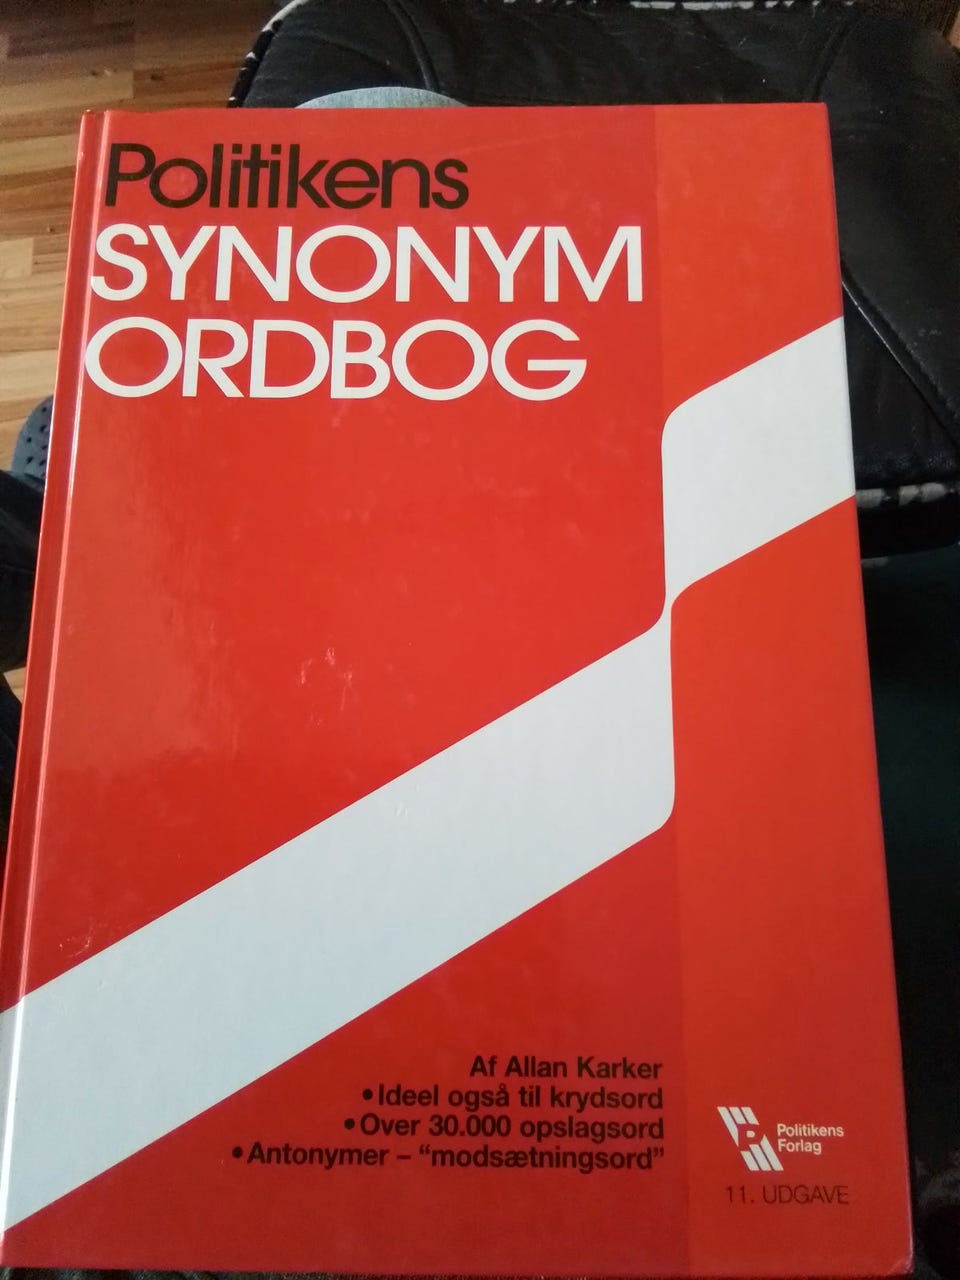 Politikens
SYNONYM
ORDBOG
Af Allan Karker
• Ideel også til krydsord
• Over 30.000 opslagsord
• Antonymer – "modsætningsord"
Politikens
Forlag
11. UDGAVE